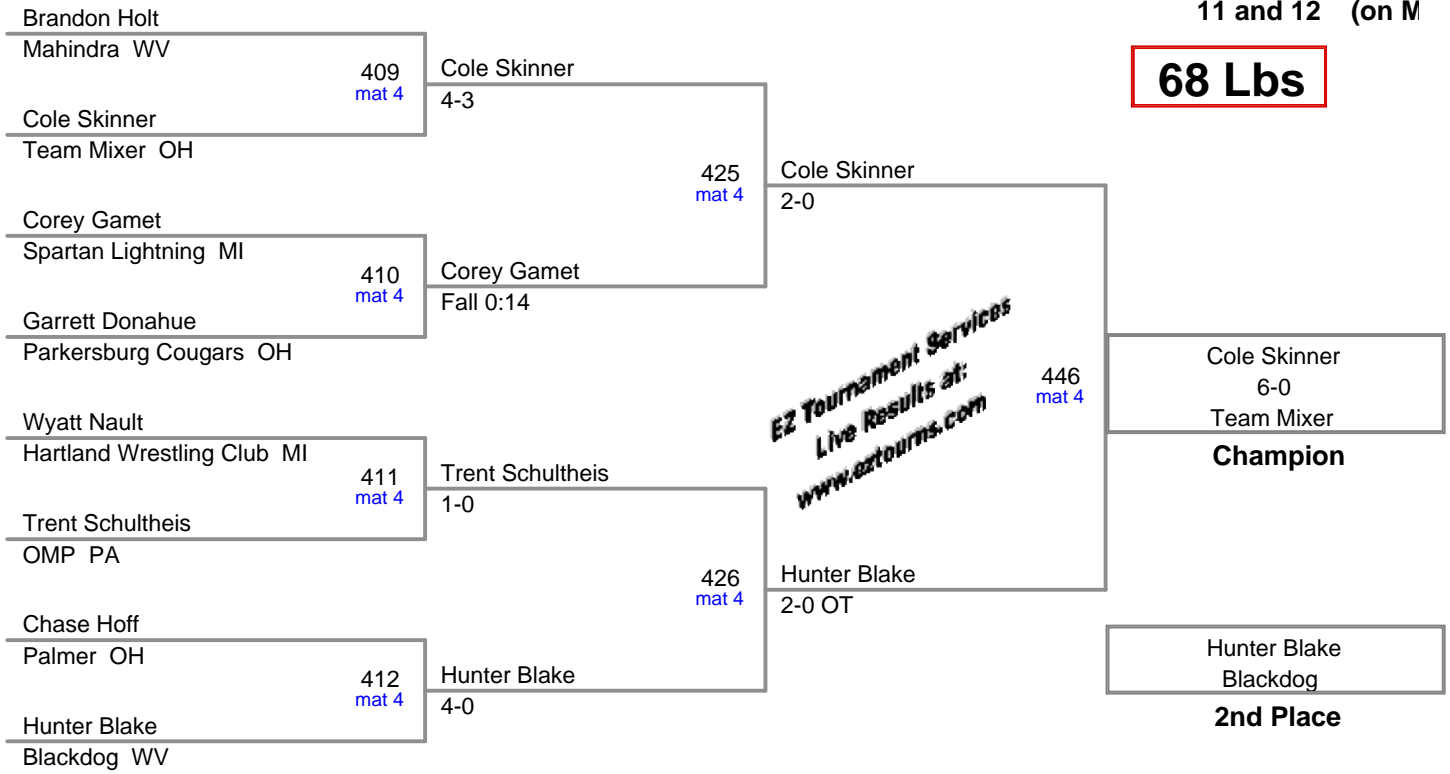 11 and 12 (on M
68 Lbs
Brandon Holt
Mahindra WV
409
mat 4
Cole Skinner
4-3
Cole Skinner
Team Mixer OH
425
mat 4
Cole Skinner
2-0
Corey Gamet
Spartan Lightning MI
410
mat 4
Corey Gamet
Fall 0:14
Garrett Donahue
Parkersburg Cougars OH
EZ Tournament Services
Live Results at:
www.eztourns.com
446
mat 4
Cole Skinner
6-0
Team Mixer
Champion
Wyatt Nault
Hartland Wrestling Club MI
411
mat 4
Trent Schultheis
1-0
Trent Schultheis
OMP PA
426
mat 4
Hunter Blake
2-0 OT
Chase Hoff
Palmer OH
412
mat 4
Hunter Blake
4-0
Hunter Blake
Blackdog WV
Hunter Blake
Blackdog
2nd Place